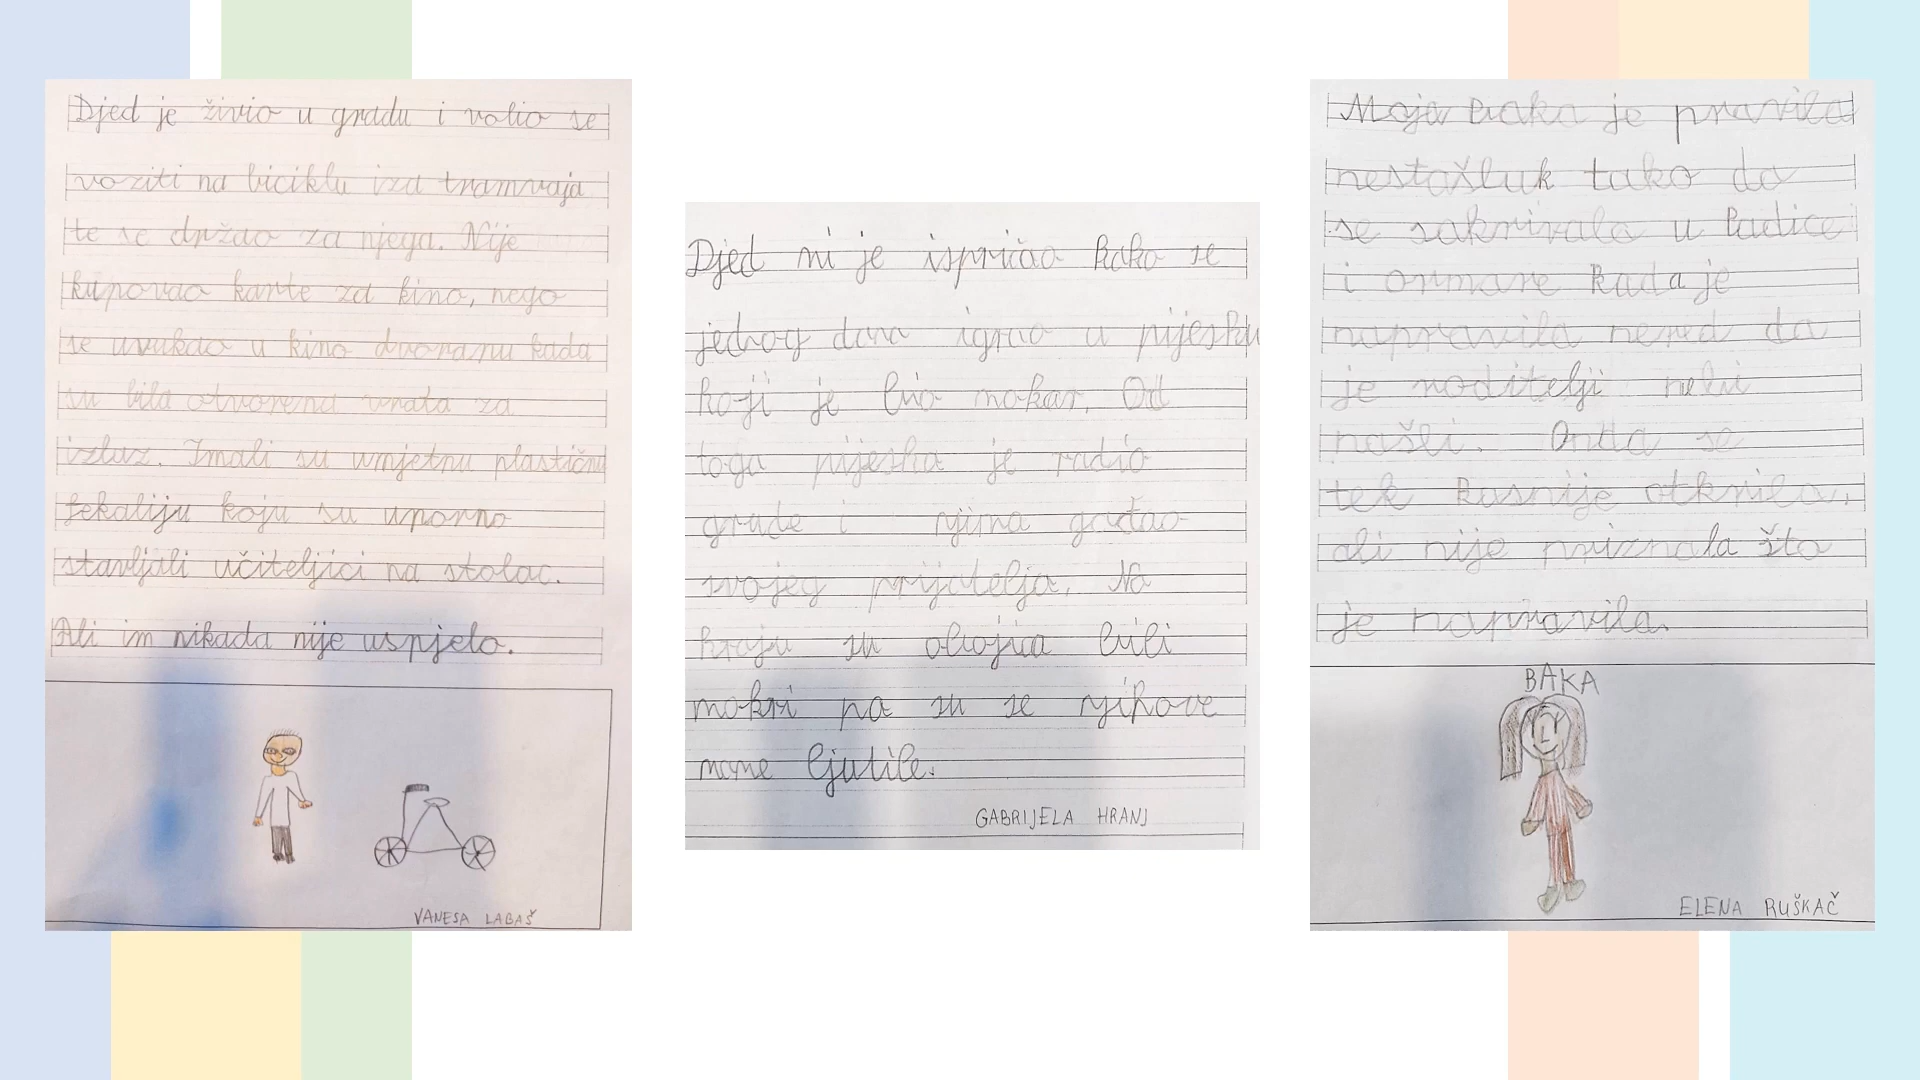 Djed je živio u gradu i volio se
voziti na biciklu iza tramvaja
te se držao za njega. Nije
kupovao karte za kino, nego
se uvukao u kino dvoranu kada
su bila otvorena vrata za
izlaz. Imali su umjetnu plastičnu
fekaliju koju su uporno
stavljali učiteljici na stolac.
Ali im nikada nije uspjelo.
VANESA LABAŠ
Djed mi je ispričao kako se
jednog dana igrao u pijesku
koji je bio mokar. Od
toga pijeska je radio
grude i njima gađao
svojeg prijatelja. Na
kraju su obojica bili
mokri pa su se njihove
mame ljutile.
GABRIJELA HRANJ
Moja baka je pravila
nestašluk tako da
se sakrivala u ladice
i ormare kada je
napravila nered da
je roditelji nebi
našli. Onda se
tek kasnije otkrila,
ali nije priznala što
je napravila.
BAKA
ELENA RUŠKAČ